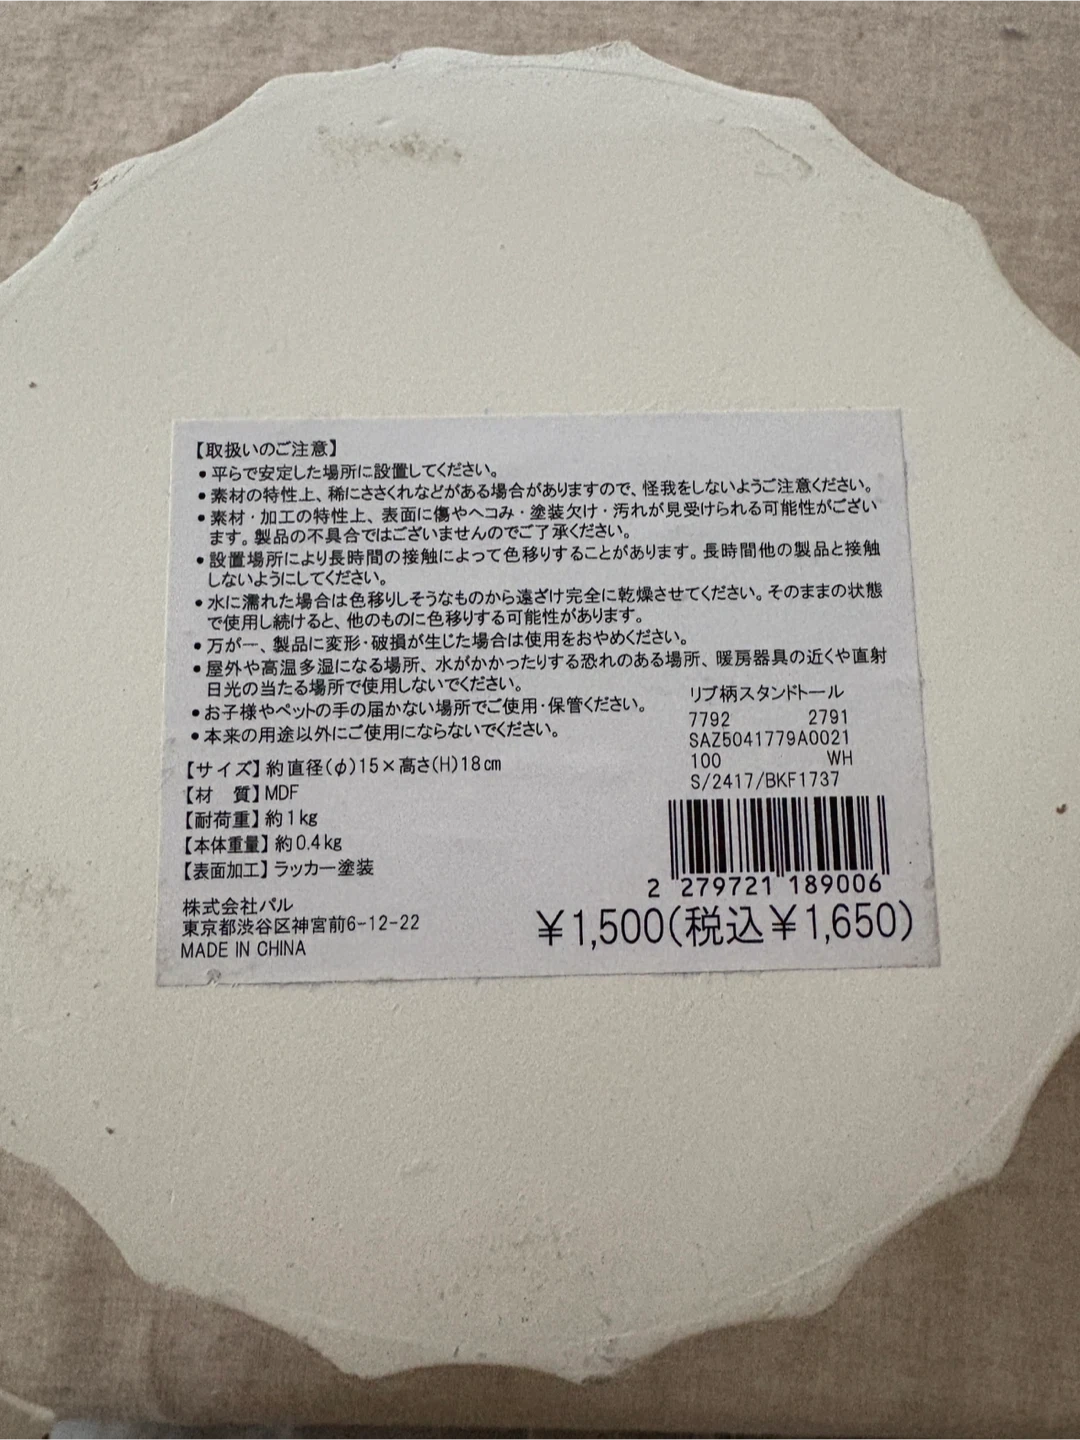 【取扱いのご注意】
●平らで安定した場所に設置してください。
●素材の特性上、稀にささくれなどがある場合がありますので、怪我をしないようご注意ください。
●素材・加工の特性上、表面に傷やヘコみ・塗装欠け・汚れが見受けられる可能性がござい
ます。製品の不具合ではございませんのでご了承ください。
●設置場所により長時間の接触によって色移りすることがあります。長時間他の製品と接触
しないようにしてください。
●水に濡れた場合は色移りしそうなものから遠ざけ完全に乾燥させてください。そのままの状態
で使用し続けると、他のものに色移りする可能性があります。
●万が一、製品に変形・破損が生じた場合は使用をおやめください。
●屋外や高温多湿になる場所、水がかかったりする恐れのある場所、暖房器具の近くや直射
日光の当たる場所で使用しないでください。
●お子様やペットの手の届かない場所でご使用・保管ください。
●本来の用途以外にご使用にならないでください。
【サイズ】約直径(φ)15×高さ(H)18cm
【材　質】MDF
【耐荷重】約1kg
【本体重量】約0.4kg
【表面加工】ラッカー塗装
株式会社パル
東京都渋谷区神宮前6-12-22
MADE IN CHINA
リブ柄スタンドトール
7792 2791
SAZ5041779A0021
100 WH
S/2417/BKF1737
2 279721 189006
¥1,500(税込¥1,650)